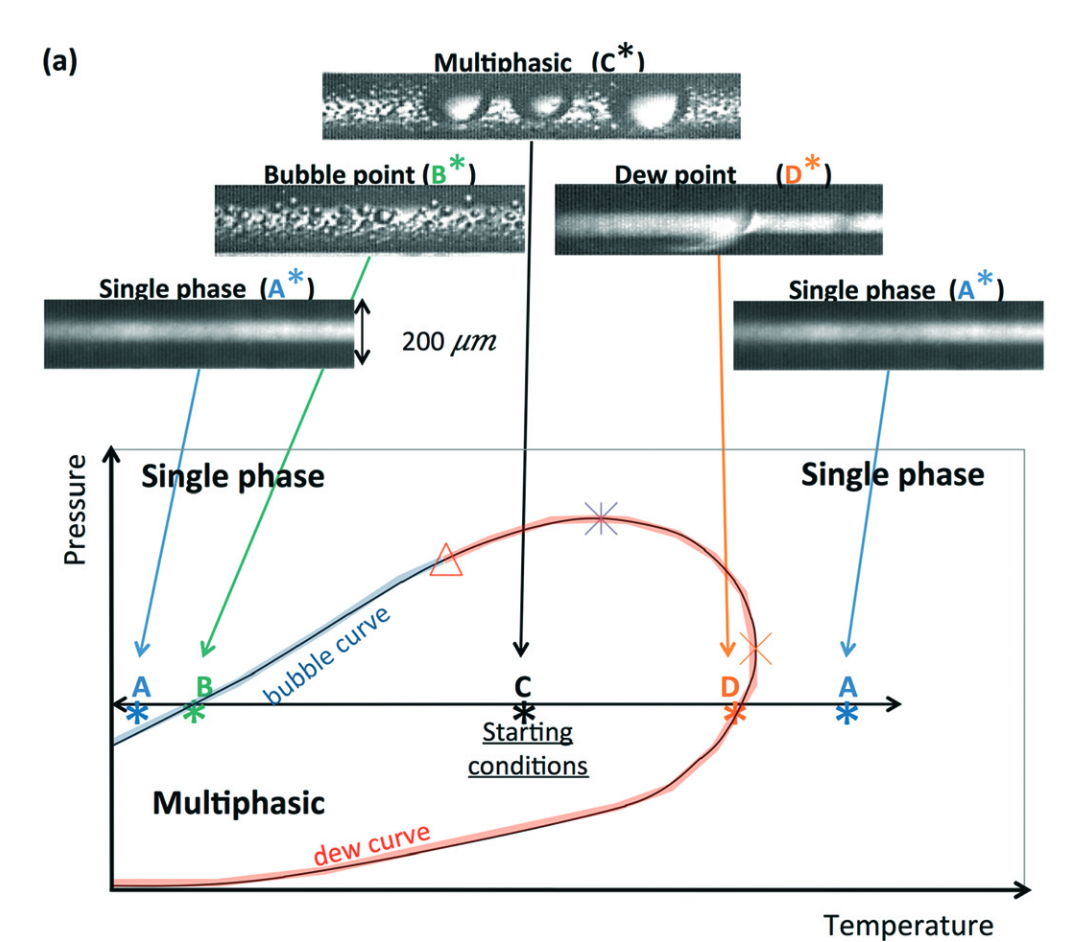 (a)
Multiphasic (C*)
Bubble point (B*)
Dew point (D*)
Single phase (A*)
200 μm
Single phase (A*)
Pressure
Single phase
Single phase
bubble curve
A
B
C
D
A
*
*
*
*
*
Starting
conditions
Multiphasic
dew curve
Temperature